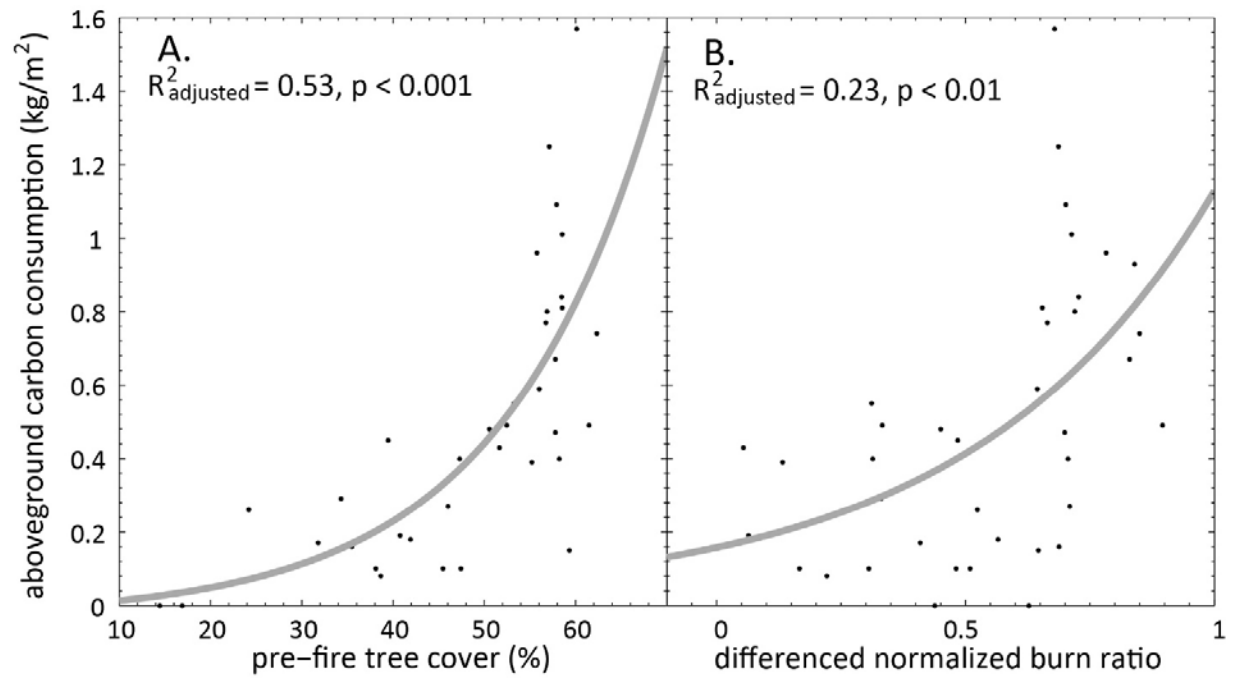 A.
R²adjusted = 0.53, p < 0.001
B.
R²adjusted = 0.23, p < 0.01
aboveground carbon consumption (kg/m²)
1.6
1.4
1.2
1
0.8
0.6
0.4
0.2
0
10 20 30 40 50 60
0 0.5 1
pre−fire tree cover (%)
differenced normalized burn ratio